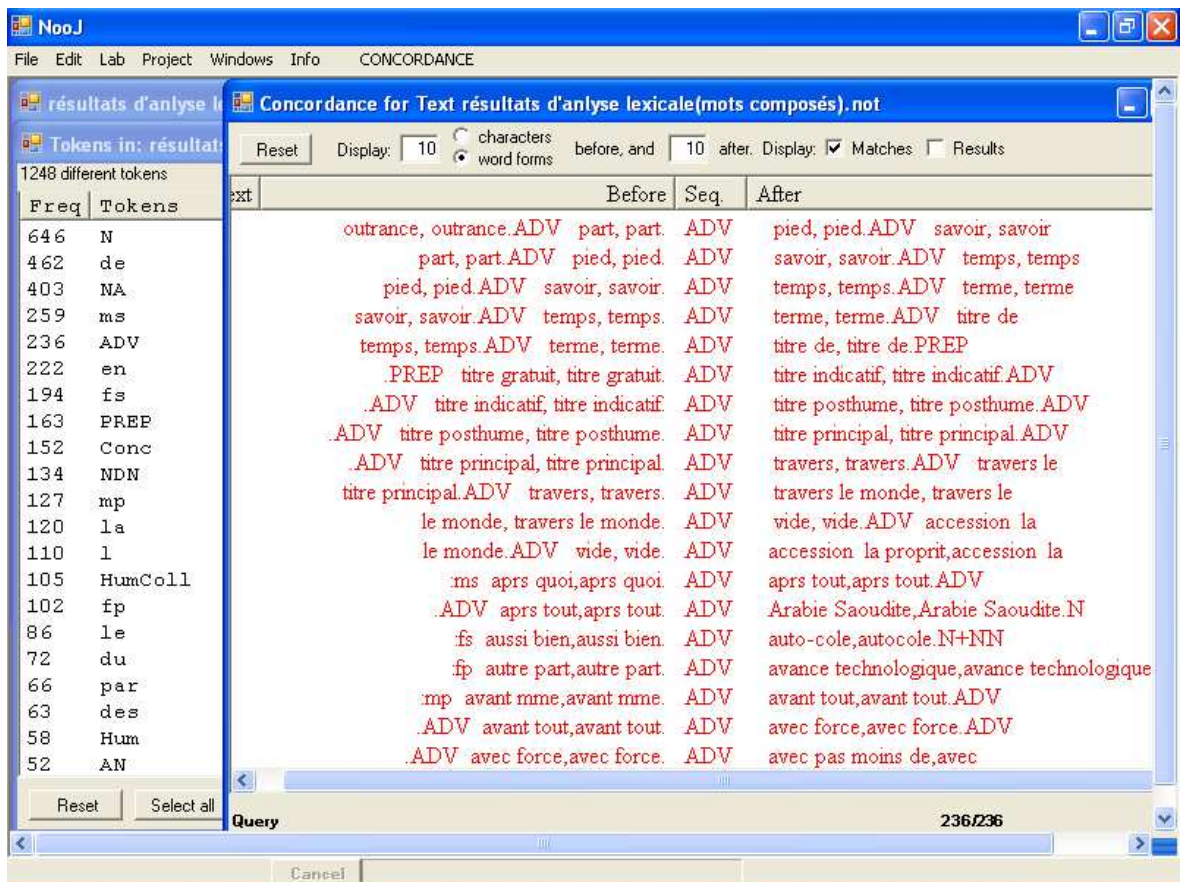 NooJ
File Edit Lab Project Windows Info CONCORDANCE
résultats d'anlyse l
Concordance for Text résultats d'anlyse lexicale(mots composés).not
Tokens in: résultat
Reset Display: 10 characters word forms before, and 10 after. Display: Matches Results
1248 different tokens
Freq Tokens
646 N
462 de
403 NA
259 ms
236 ADV
222 en
194 fs
163 PREP
152 Conc
134 NDN
127 mp
120 la
110 l
105 HumColl
102 fp
86 le
72 du
66 par
63 des
58 Hum
52 AN
Reset Select all
ext Before Seq. After
outrance, outrance.ADV part, part. ADV pied, pied.ADV savoir, savoir
part, part.ADV pied, pied. ADV savoir, savoir.ADV temps, temps
pied, pied.ADV savoir, savoir. ADV temps, temps.ADV terme, terme
savoir, savoir.ADV temps, temps. ADV terme, terme.ADV titre de
temps, temps.ADV terme, terme. ADV titre de, titre de.PREP
.PREP titre gratuit, titre gratuit. ADV titre indicatif, titre indicatif.ADV
.ADV titre indicatif, titre indicatif. ADV titre posthume, titre posthume.ADV
.ADV titre posthume, titre posthume. ADV titre principal, titre principal.ADV
.ADV titre principal, titre principal. ADV travers, travers.ADV travers le
titre principal.ADV travers, travers. ADV travers le monde, travers le
le monde, travers le monde. ADV vide, vide.ADV accession la
le monde.ADV vide, vide. ADV accession la proprit,accession la
:ms aprs quoi,aprs quoi. ADV aprs tout,aprs tout.ADV
.ADV aprs tout,aprs tout. ADV Arabie Saoudite,Arabie Saoudite.N
:fs aussi bien,aussi bien. ADV auto-cole,autocole.N+NN
:fp autre part,autre part. ADV avance technologique,avance technologique
:mp avant mme,avant mme. ADV avant tout,avant tout.ADV
.ADV avant tout,avant tout. ADV avec force,avec force.ADV
.ADV avec force,avec force. ADV avec pas moins de,avec
Query 236/236
Cancel